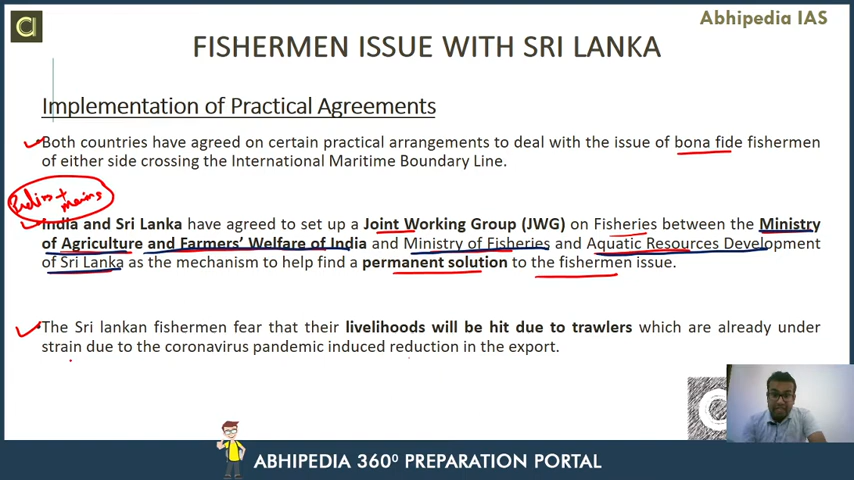 Abhipedia IAS
a
FISHERMEN ISSUE WITH SRI LANKA
Implementation of Practical Agreements
Both countries have agreed on certain practical arrangements to deal with the issue of bona fide fishermen
of either side crossing the International Maritime Boundary Line.
Prelims + mains
India and Sri Lanka have agreed to set up a Joint Working Group (JWG) on Fisheries between the Ministry
of Agriculture and Farmers' Welfare of India and Ministry of Fisheries and Aquatic Resources Development
of Sri Lanka as the mechanism to help find a permanent solution to the fishermen issue.
The Sri lankan fishermen fear that their livelihoods will be hit due to trawlers which are already under
strain due to the coronavirus pandemic induced reduction in the export.
ABHIPEDIA 360⁰ PREPARATION PORTAL